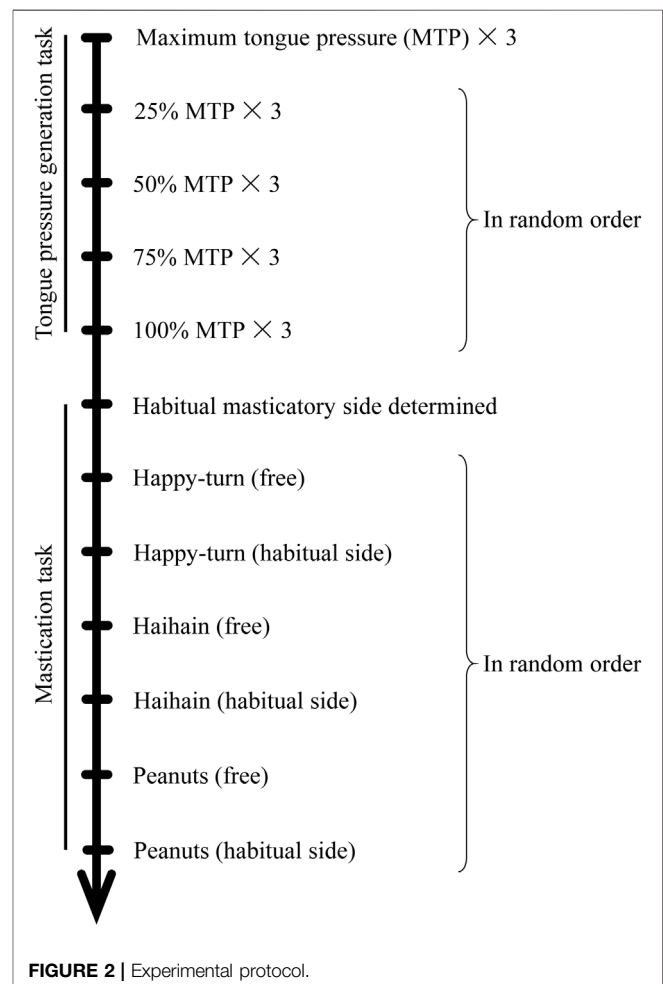 Tongue pressure generation task
Maximum tongue pressure (MTP) × 3
25% MTP × 3
50% MTP × 3
75% MTP × 3
100% MTP × 3
In random order
Mastication task
Habitual masticatory side determined
Happy-turn (free)
Happy-turn (habitual side)
Haihain (free)
Haihain (habitual side)
Peanuts (free)
Peanuts (habitual side)
In random order
FIGURE 2 | Experimental protocol.